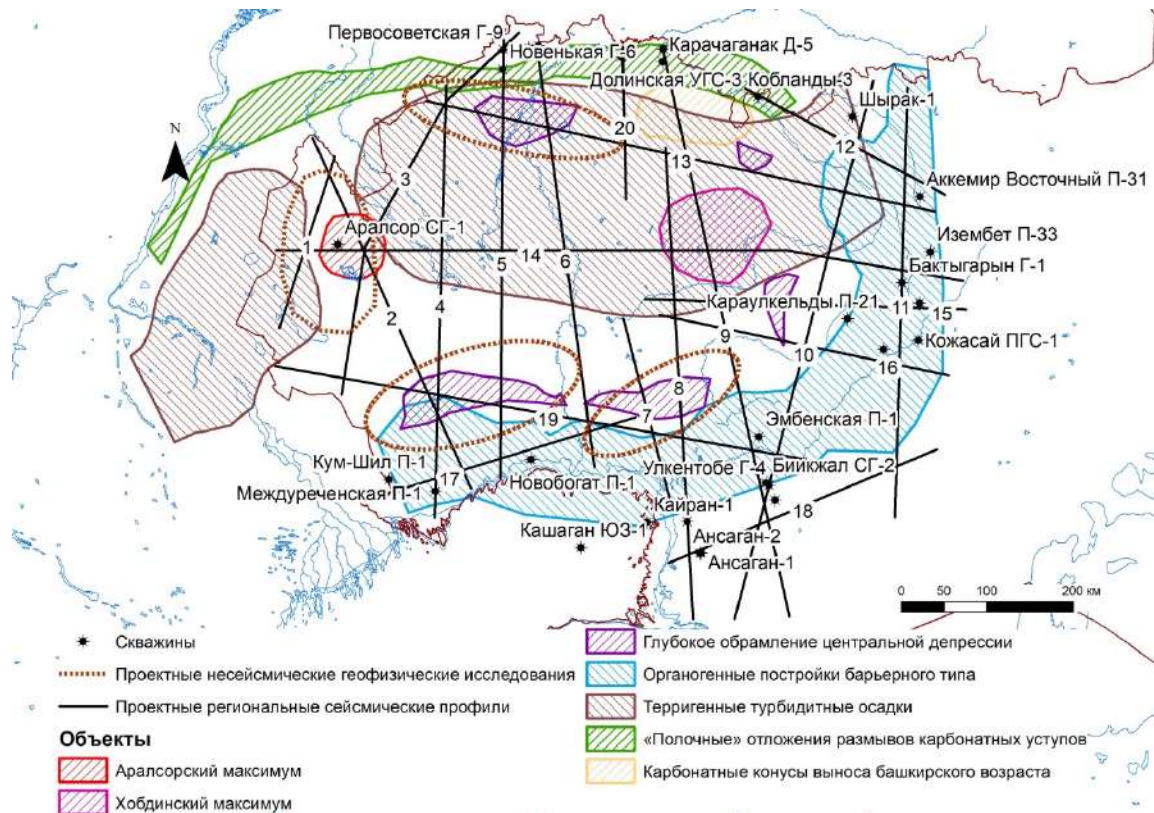 Первосоветская Г-9
Новенькая Г-6
Карачаганак Д-5
Долинская УГС-3
Кобланды-3
Шырак-1
N
20
12
13
3
Аккемир Восточный П-31
Аралсор СГ-1
1
14
5
6
Изембет П-33
Бактыгарын Г-1
4
2
Караулкельды П-21
11
15
9
10
Кожасай ПГС-1
16
8
7
19
Эмбенская П-1
Кум-Шил П-1
17
Новобогат П-1
Улкентобе Г-4
Биикжал СГ-2
Междуреченская П-1
Кайран-1
18
Кашаган ЮЗ-1
Ансаган-2
Ансаган-1
0 50 100 200 км
Скважины
Проектные несейсмические геофизические исследования
Проектные региональные сейсмические профили
Объекты
Аралсорский максимум
Хобдинский максимум
Глубокое обрамление центральной депрессии
Органогенные постройки барьерного типа
Терригенные турбидитные осадки
«Полочные» отложения размывов карбонатных уступов
Карбонатные конусы выноса башкирского возраста